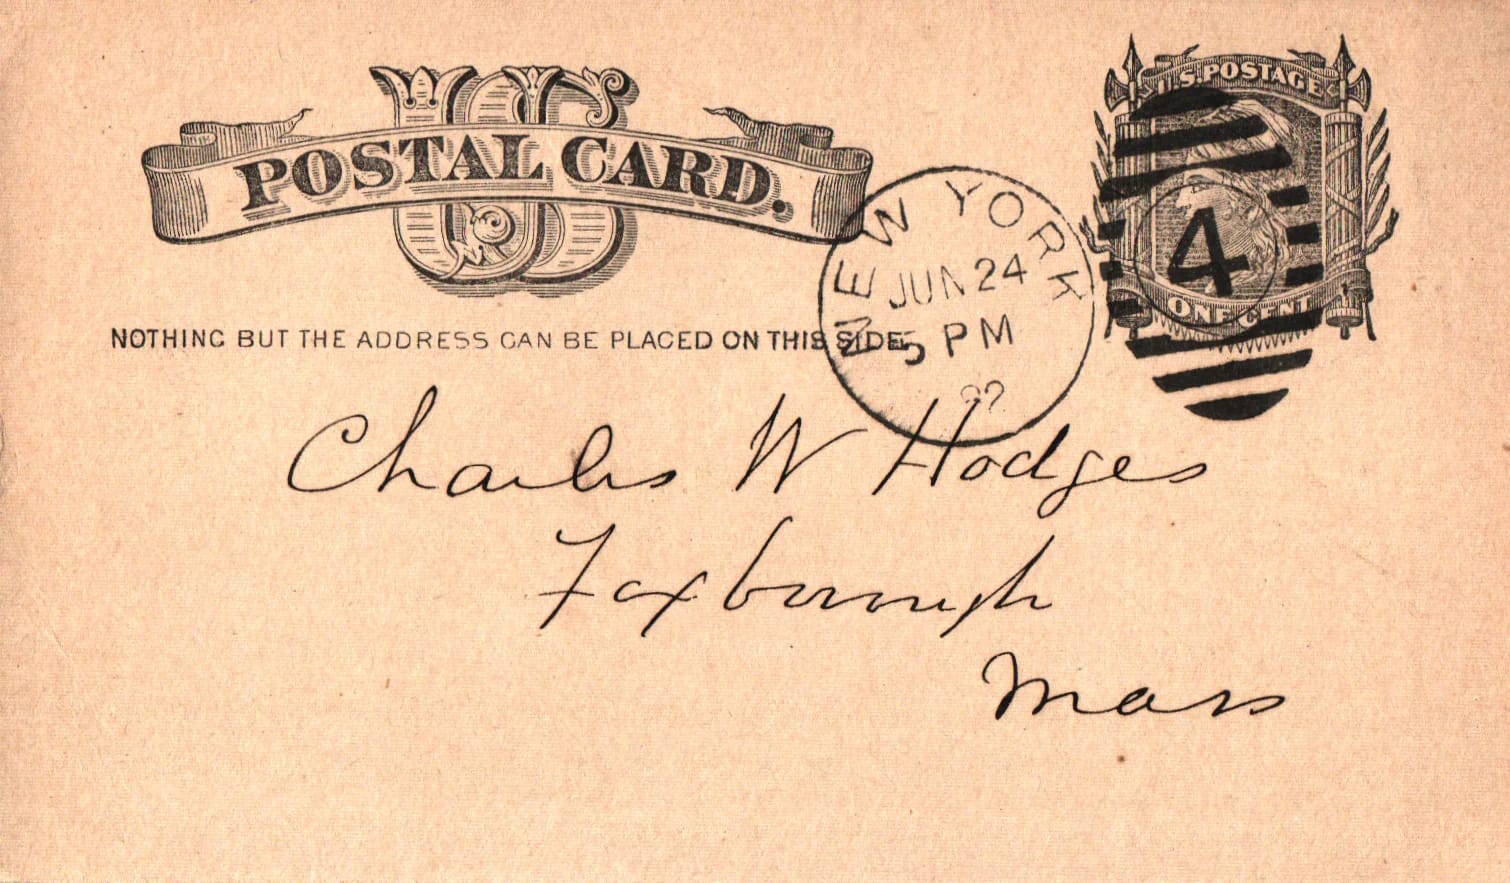 US
POSTAL CARD.
U.S. POSTAGE
4
ONE CENT
NEW YORK
JUN 24
5 PM
NOTHING BUT THE ADDRESS CAN BE PLACED ON THIS SIDE.
Charles W Hodges
Foxborough
Mass